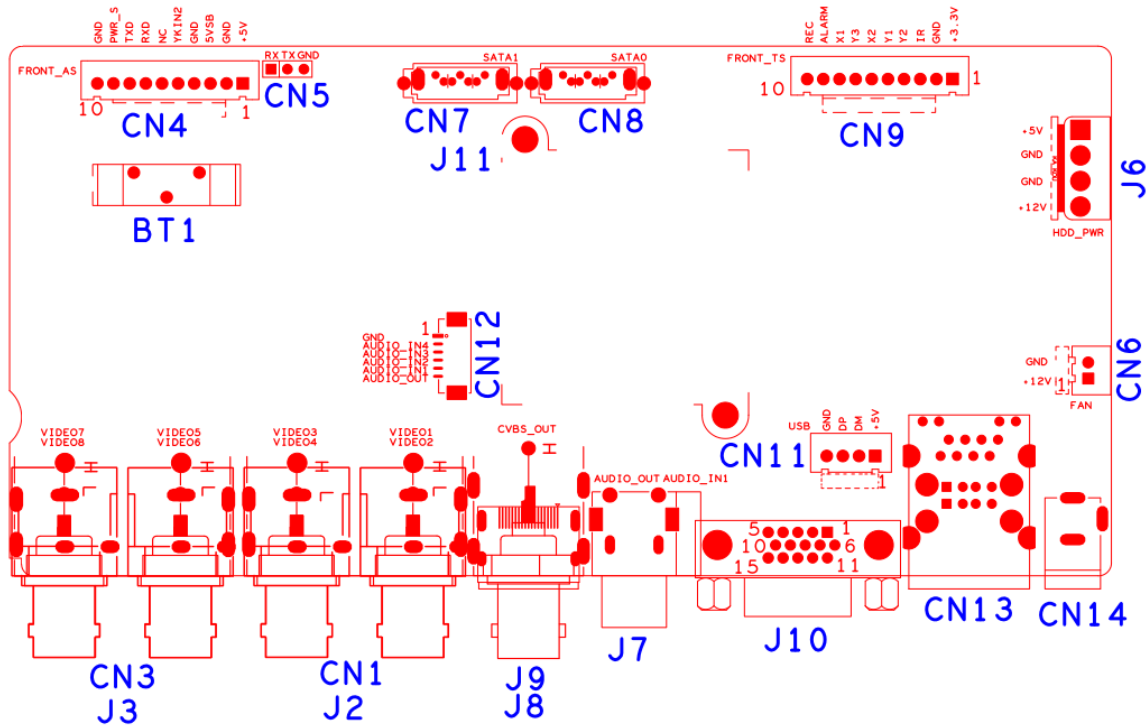 GND PWR_S TXD RXD NC YKIN2 GND 5VSB GND +5V
REC ALARM X1 Y3 X2 Y1 Y2 IR GND +3.3V
FRONT_AS
RX TX GND
SATA1
SATA0
FRONT_TS
10
1
CN4
CN5
CN7
CN8
10
1
CN9
J11
+5V
GND
GND
+12V
HDD_PWR
J6
BT1
1
GND
AUDIO_IN4
AUDIO_IN3
AUDIO_IN2
AUDIO_IN1
AUDIO_OUT
CN12
GND
+12V
1
FAN
CN6
VIDEO7
VIDEO8
VIDEO5
VIDEO6
VIDEO3
VIDEO4
VIDEO1
VIDEO2
CVBS_OUT
USB
GND DP DM +5V
1
CN11
AUDIO_OUT AUDIO_IN1
5
1
10
6
15
11
CN3
J3
CN1
J2
J9
J8
J7
J10
CN13
CN14